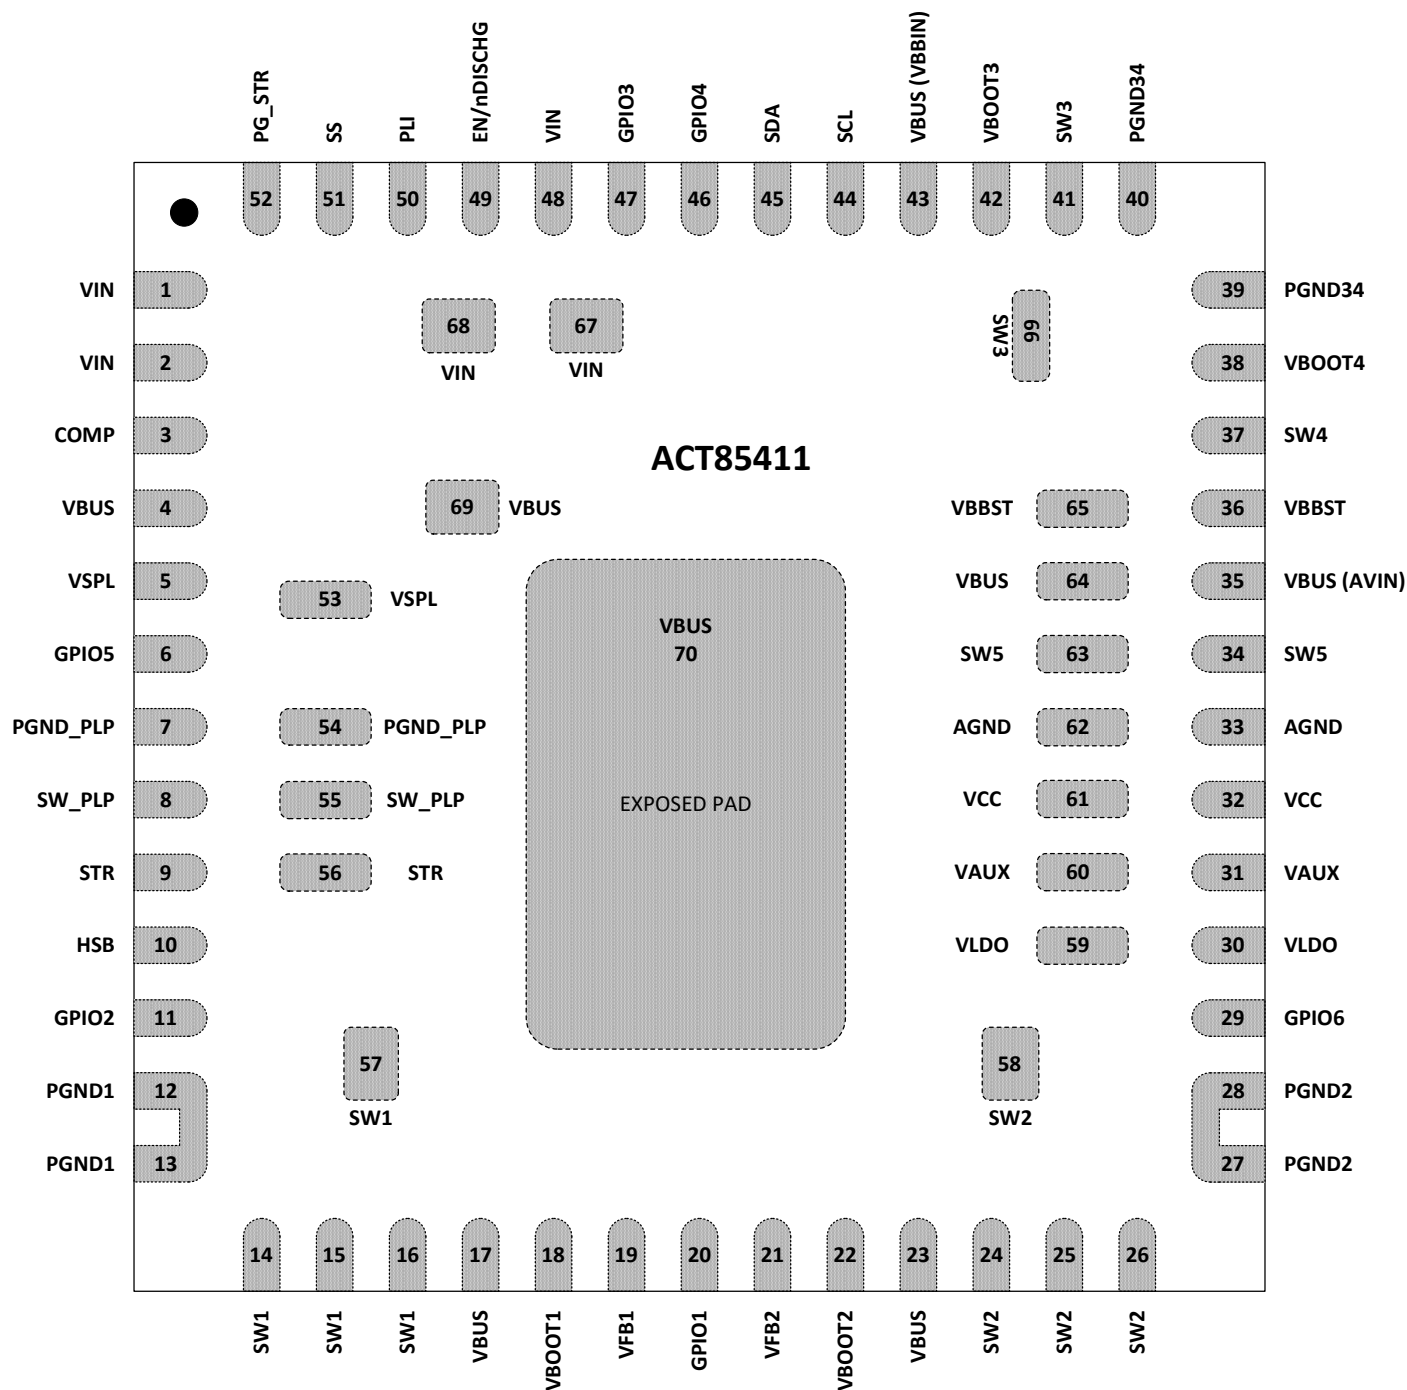 PG_STR
SS
PLI
EN/nDISCHG
VIN
GPIO3
GPIO4
SDA
SCL
VBUS (VBBIN)
VBOOT3
SW3
PGND34
52
51
50
49
48
47
46
45
44
43
42
41
40
VIN 1
VIN 2
COMP 3
VBUS 4
VSPL 5
GPIO5 6
PGND_PLP 7
SW_PLP 8
STR 9
HSB 10
GPIO2 11
PGND1 12
PGND1 13
68
VIN
67
VIN
SW3
66
ACT85411
69 VBUS
53 VSPL
54 PGND_PLP
55 SW_PLP
56 STR
57
SW1
VBUS
70
EXPOSED PAD
VBBST 65
VBUS 64
SW5 63
AGND 62
VCC 61
VAUX 60
VLDO 59
58
SW2
39 PGND34
38 VBOOT4
37 SW4
36 VBBST
35 VBUS (AVIN)
34 SW5
33 AGND
32 VCC
31 VAUX
30 VLDO
29 GPIO6
28 PGND2
27 PGND2
14
15
16
17
18
19
20
21
22
23
24
25
26
SW1
SW1
SW1
VBUS
VBOOT1
VFB1
GPIO1
VFB2
VBOOT2
VBUS
SW2
SW2
SW2